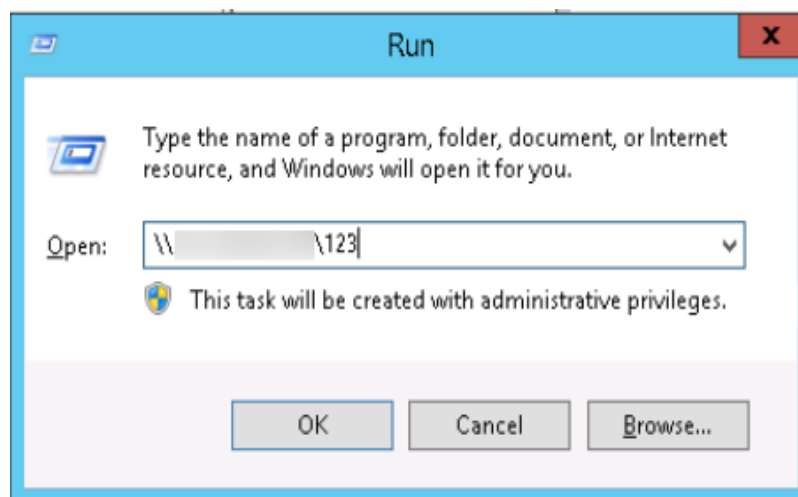 Run
x
Type the name of a program, folder, document, or Internet
resource, and Windows will open it for you.
Open: \\ \123
This task will be created with administrative privileges.
OK Cancel Browse...